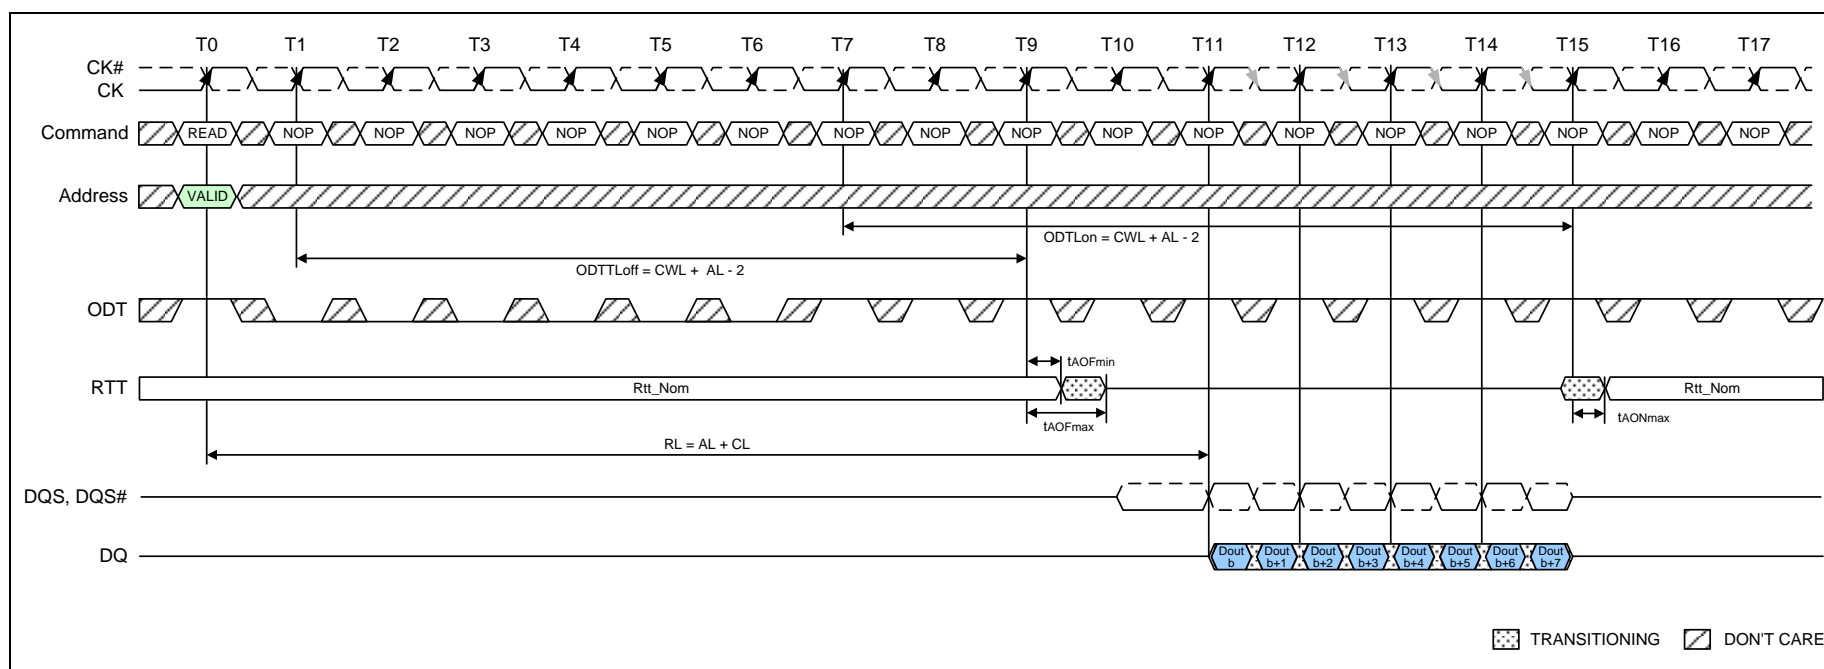 T0 T1 T2 T3 T4 T5 T6 T7 T8 T9 T10 T11 T12 T13 T14 T15 T16 T17
CK#
CK
Command READ NOP NOP NOP NOP NOP NOP NOP NOP NOP NOP NOP NOP NOP NOP NOP NOP NOP
Address VALID
ODTLon = CWL + AL - 2
ODTTLoff = CWL + AL - 2
ODT
tAOFmin
RTT Rtt_Nom Rtt_Nom
tAOFmax tAONmax
RL = AL + CL
DQS, DQS#
DQ Dout b Dout b+1 Dout b+2 Dout b+3 Dout b+4 Dout b+5 Dout b+6 Dout b+7
TRANSITIONING DON'T CARE